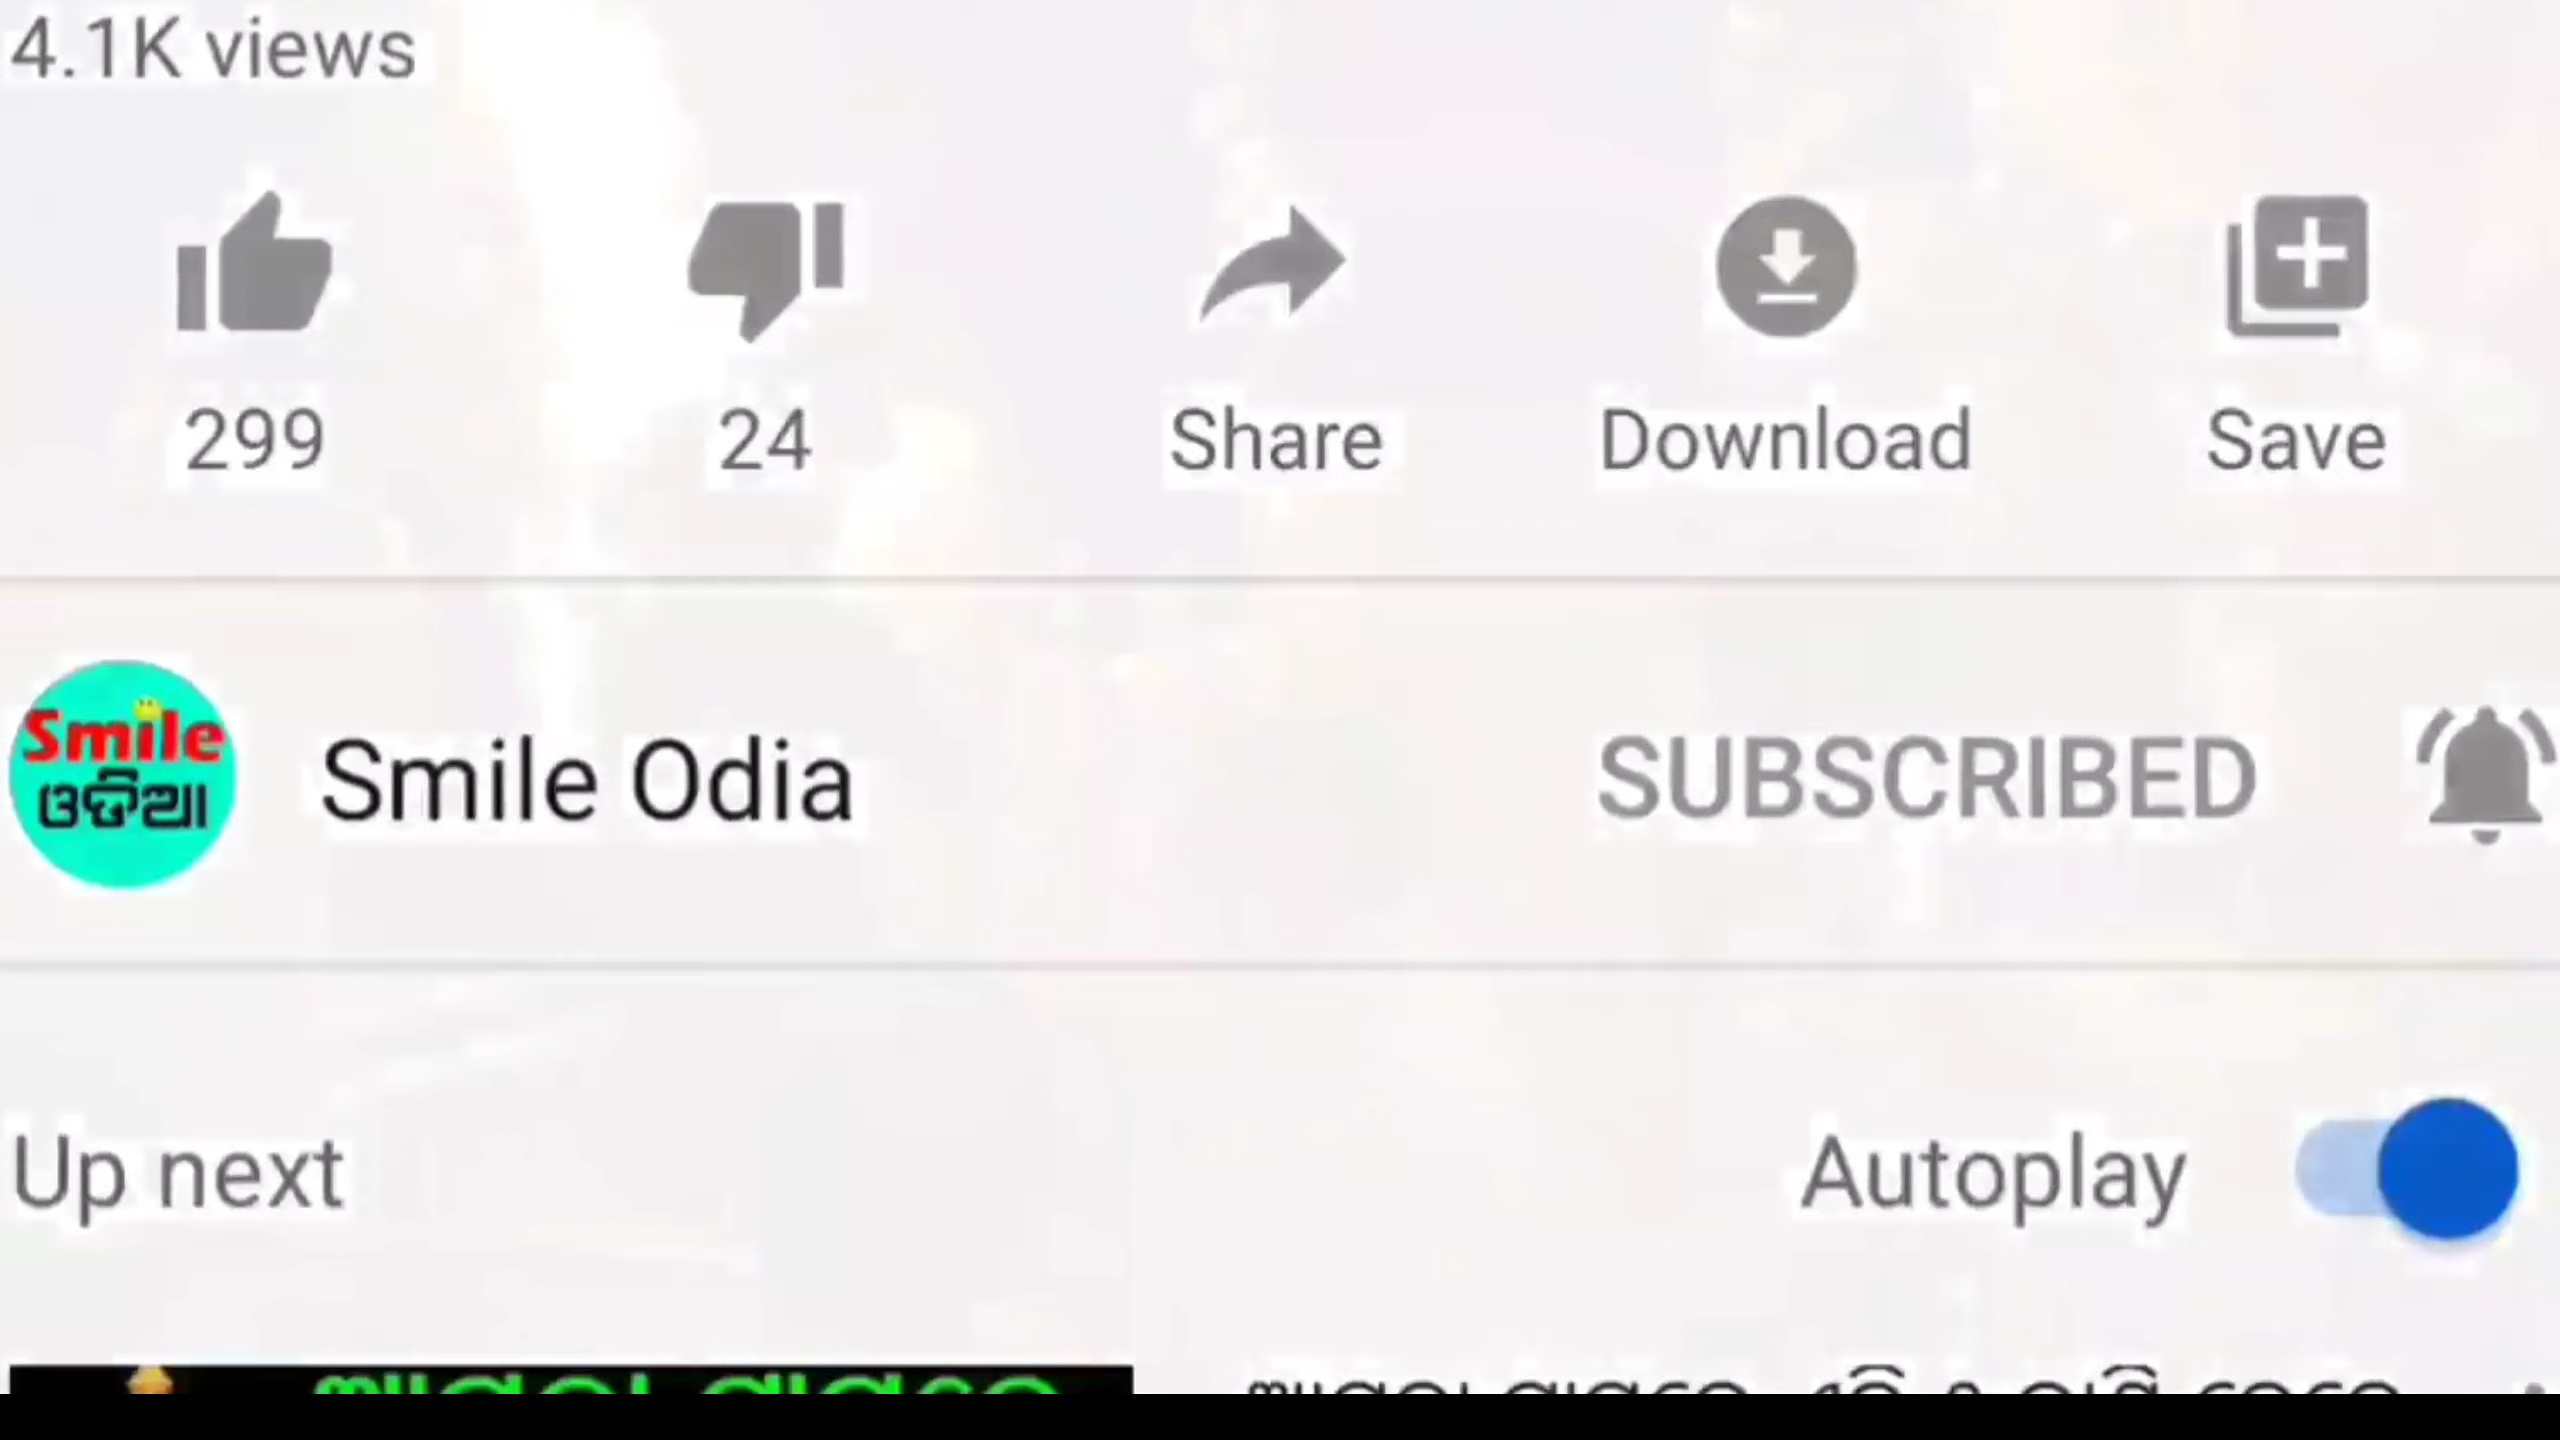 4.1K views
299
24
Share
Download
Save
Smile
ଓଡିଆ
Smile Odia
SUBSCRIBED
Up next
Autoplay